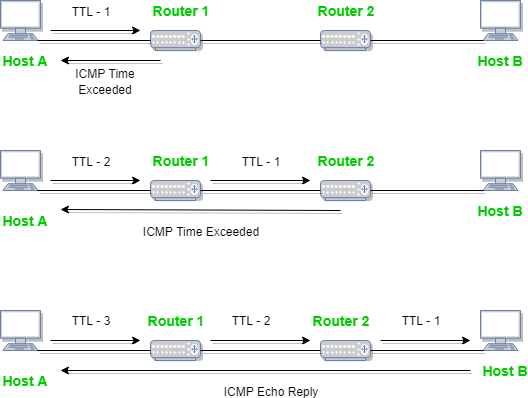 TTL - 1
Router 1
Router 2
Host A
Host B
ICMP Time
Exceeded
TTL - 2
Router 1
TTL - 1
Router 2
Host A
Host B
ICMP Time Exceeded
TTL - 3
Router 1
TTL - 2
Router 2
TTL - 1
Host A
Host B
ICMP Echo Reply